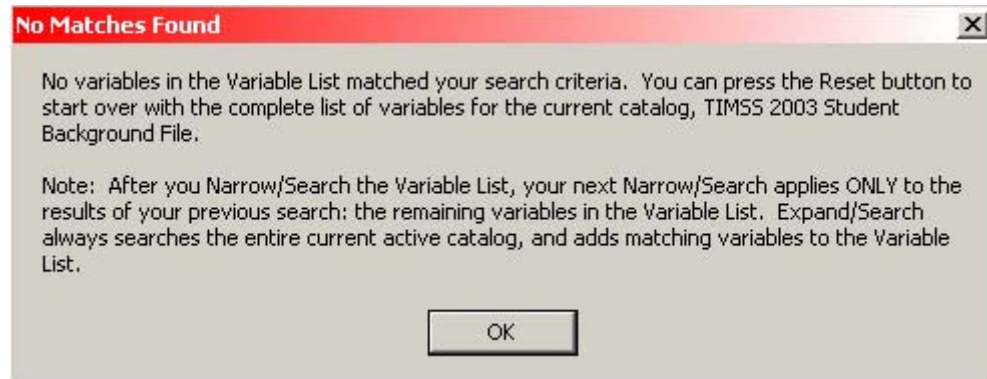 No Matches Found
No variables in the Variable List matched your search criteria.  You can press the Reset button to
start over with the complete list of variables for the current catalog, TIMSS 2003 Student
Background File.
Note:  After you Narrow/Search the Variable List, your next Narrow/Search applies ONLY to the
results of your previous search: the remaining variables in the Variable List.  Expand/Search
always searches the entire current active catalog, and adds matching variables to the Variable
List.
OK